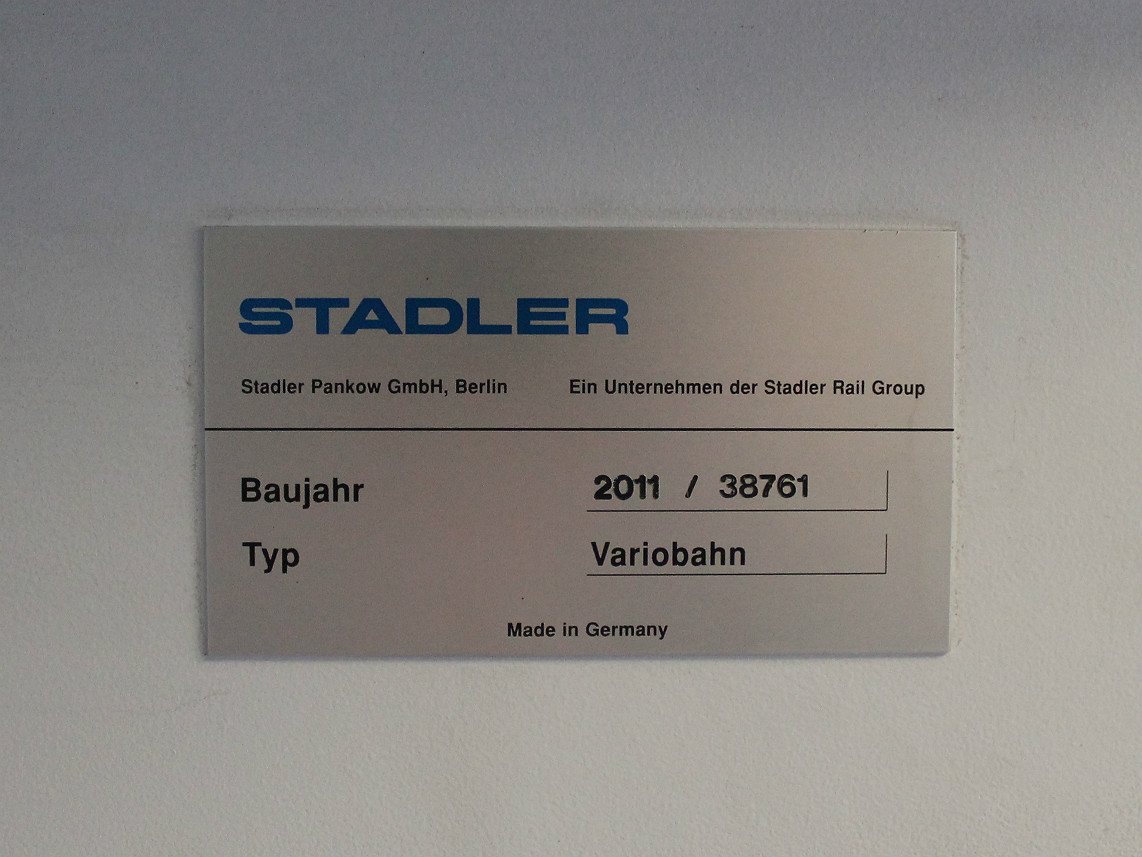 STADLER
Stadler Pankow GmbH, Berlin Ein Unternehmen der Stadler Rail Group
Baujahr 2011 / 38761
Typ Variobahn
Made in Germany